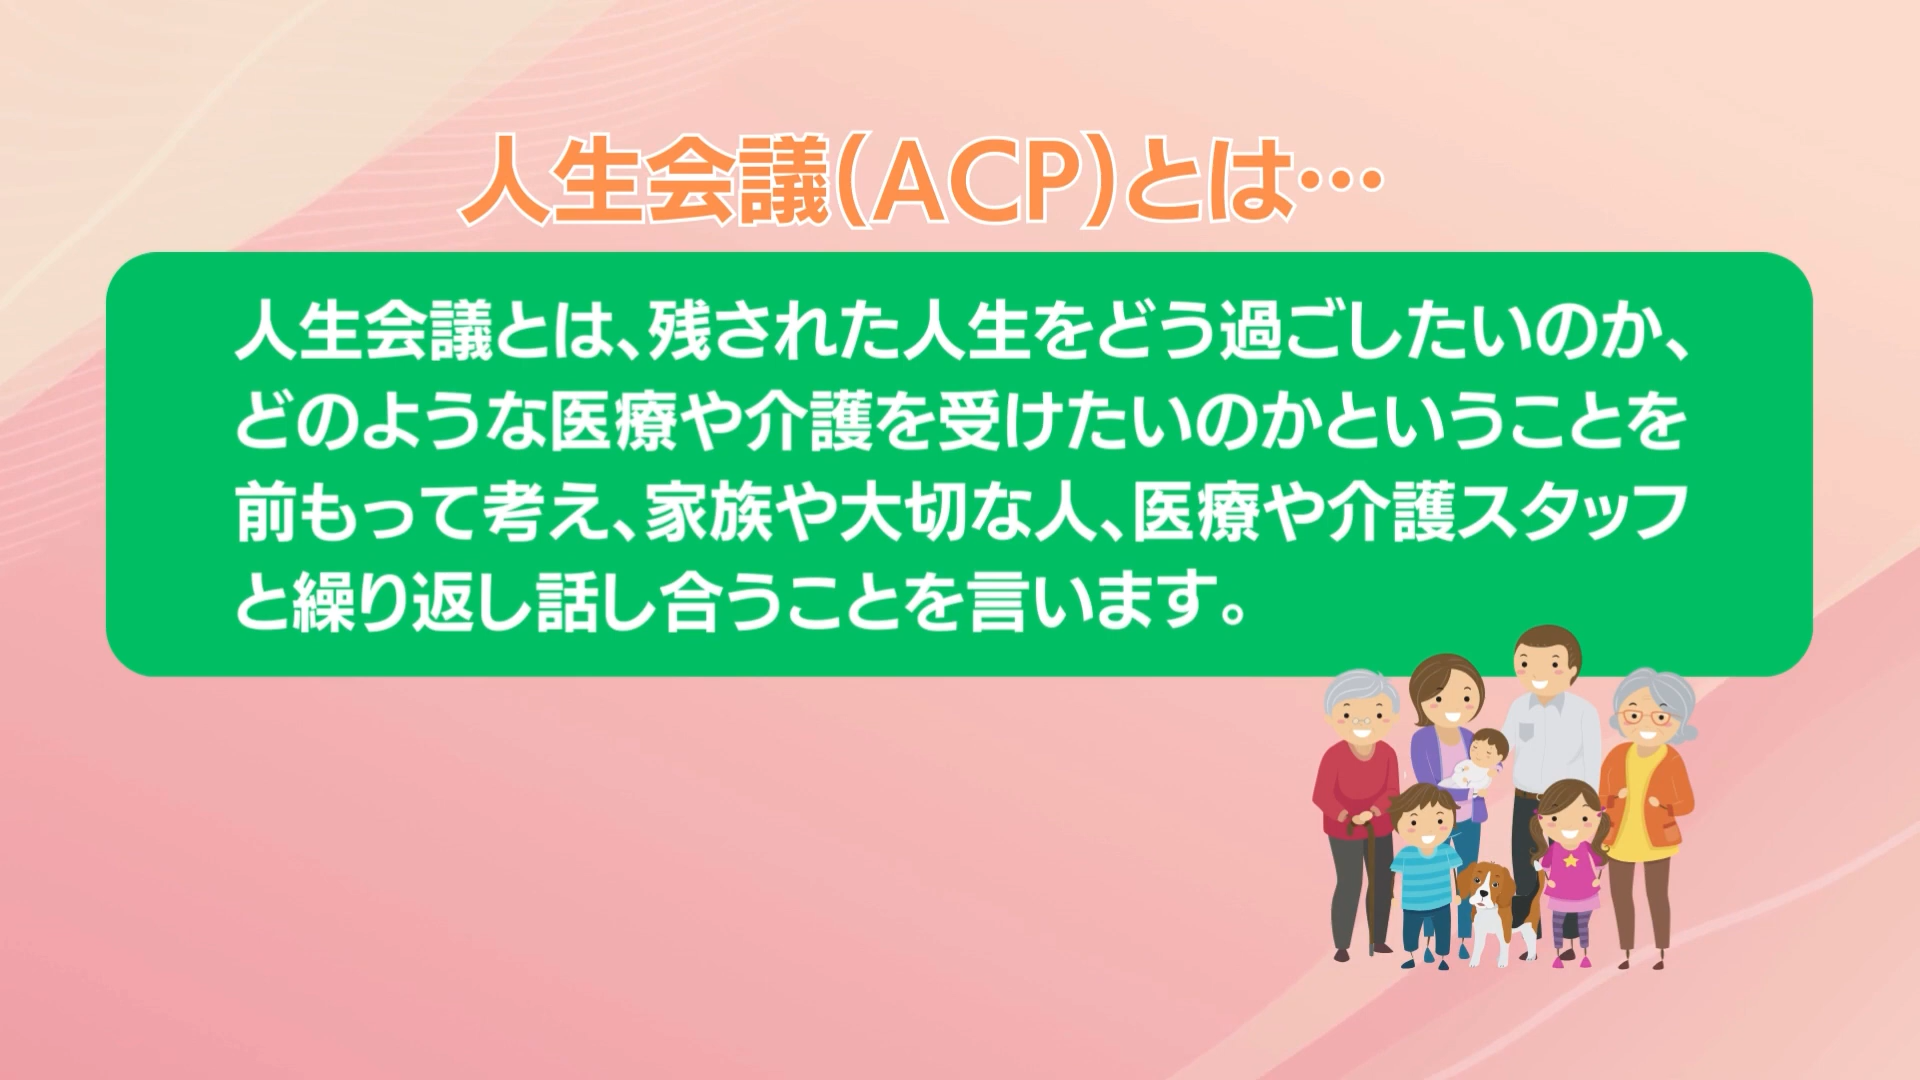 人生会議(ACP)とは…
人生会議とは、残された人生をどう過ごしたいのか、
どのような医療や介護を受けたいのかということを
前もって考え、家族や大切な人、医療や介護スタッフ
と繰り返し話し合うことを言います。